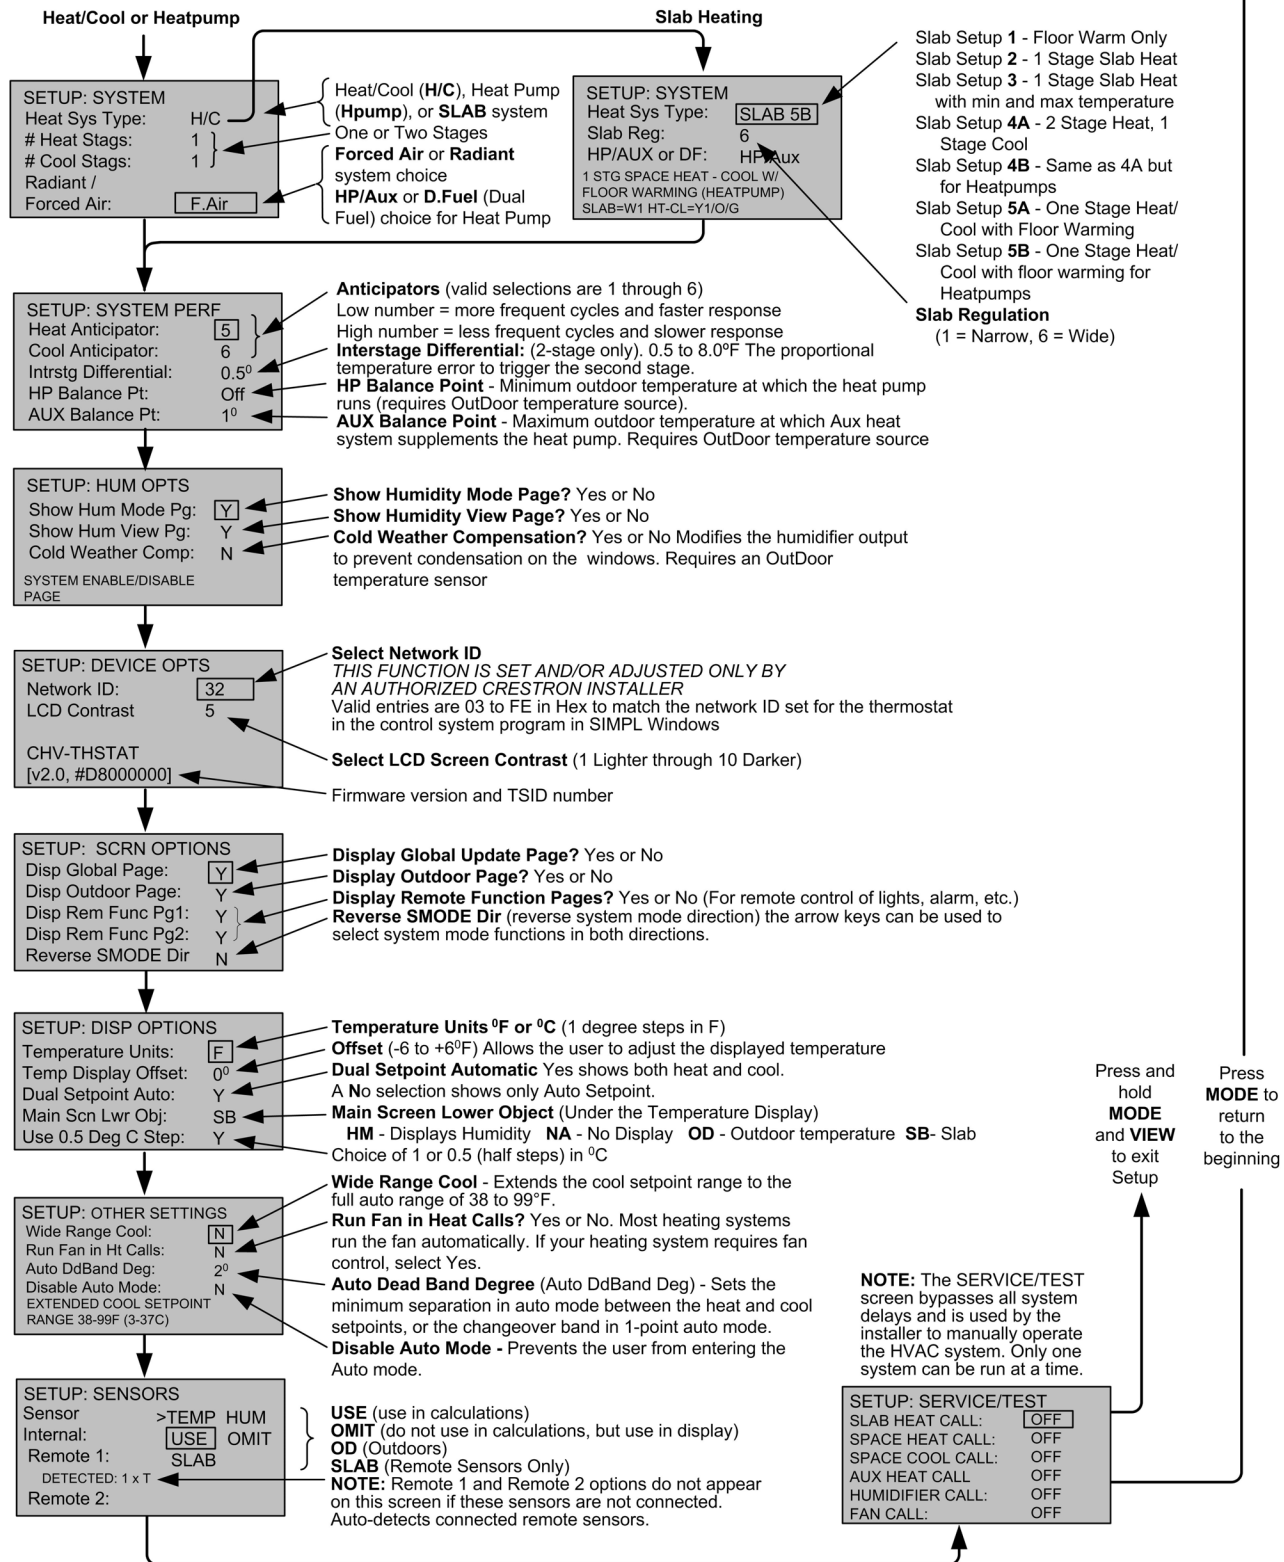 Heat/Cool or Heatpump
SETUP: SYSTEM
Heat Sys Type: H/C
# Heat Stags: 1
# Cool Stags: 1
Radiant /
Forced Air: F.Air
Heat/Cool (H/C), Heat Pump
(Hpump), or SLAB system
One or Two Stages
Forced Air or Radiant
system choice
HP/Aux or D.Fuel (Dual
Fuel) choice for Heat Pump
Slab Heating
SETUP: SYSTEM
Heat Sys Type: SLAB 5B
Slab Reg: 6
HP/AUX or DF: HP/Aux
1 STG SPACE HEAT - COOL W/
FLOOR WARMING (HEATPUMP)
SLAB=W1 HT-CL=Y1/O/G
Slab Setup 1 - Floor Warm Only
Slab Setup 2 - 1 Stage Slab Heat
Slab Setup 3 - 1 Stage Slab Heat
with min and max temperature
Slab Setup 4A - 2 Stage Heat, 1
Stage Cool
Slab Setup 4B - Same as 4A but
for Heatpumps
Slab Setup 5A - One Stage Heat/
Cool with Floor Warming
Slab Setup 5B - One Stage Heat/
Cool with floor warming for
Heatpumps
Slab Regulation
(1 = Narrow, 6 = Wide)
SETUP: SYSTEM PERF
Heat Anticipator: 5
Cool Anticipator: 6
Intrstg Differential: 0.5⁰
HP Balance Pt: Off
AUX Balance Pt: 1⁰
Anticipators (valid selections are 1 through 6)
Low number = more frequent cycles and faster response
High number = less frequent cycles and slower response
Interstage Differential: (2-stage only). 0.5 to 8.0ºF The proportional
temperature error to trigger the second stage.
HP Balance Point - Minimum outdoor temperature at which the heat pump
runs (requires OutDoor temperature source).
AUX Balance Point - Maximum outdoor temperature at which Aux heat
system supplements the heat pump. Requires OutDoor temperature source
SETUP: HUM OPTS
Show Hum Mode Pg: Y
Show Hum View Pg: Y
Cold Weather Comp: N
SYSTEM ENABLE/DISABLE
PAGE
Show Humidity Mode Page? Yes or No
Show Humidity View Page? Yes or No
Cold Weather Compensation? Yes or No Modifies the humidifier output
to prevent condensation on the windows. Requires an OutDoor
temperature sensor
SETUP: DEVICE OPTS
Network ID: 32
LCD Contrast 5
CHV-THSTAT
[v2.0, #D8000000]
Select Network ID
THIS FUNCTION IS SET AND/OR ADJUSTED ONLY BY
AN AUTHORIZED CRESTRON INSTALLER
Valid entries are 03 to FE in Hex to match the network ID set for the thermostat
in the control system program in SIMPL Windows
Select LCD Screen Contrast (1 Lighter through 10 Darker)
Firmware version and TSID number
SETUP: SCRN OPTIONS
Disp Global Page: Y
Disp Outdoor Page: Y
Disp Rem Func Pg1: Y
Disp Rem Func Pg2: Y
Reverse SMODE Dir N
Display Global Update Page? Yes or No
Display Outdoor Page? Yes or No
Display Remote Function Pages? Yes or No (For remote control of lights, alarm, etc.)
Reverse SMODE Dir (reverse system mode direction) the arrow keys can be used to
select system mode functions in both directions.
SETUP: DISP OPTIONS
Temperature Units: F
Temp Display Offset: 0⁰
Dual Setpoint Auto: Y
Main Scn Lwr Obj: SB
Use 0.5 Deg C Step: Y
Temperature Units ⁰F or ⁰C (1 degree steps in F)
Offset (-6 to +6⁰F) Allows the user to adjust the displayed temperature
Dual Setpoint Automatic Yes shows both heat and cool.
A No selection shows only Auto Setpoint.
Main Screen Lower Object (Under the Temperature Display)
HM - Displays Humidity NA - No Display OD - Outdoor temperature SB- Slab
Choice of 1 or 0.5 (half steps) in ⁰C
SETUP: OTHER SETTINGS
Wide Range Cool: N
Run Fan in Ht Calls: N
Auto DdBand Deg: 2⁰
Disable Auto Mode: N
EXTENDED COOL SETPOINT
RANGE 38-99F (3-37C)
Wide Range Cool - Extends the cool setpoint range to the
full auto range of 38 to 99°F.
Run Fan in Heat Calls? Yes or No. Most heating systems
run the fan automatically. If your heating system requires fan
control, select Yes.
Auto Dead Band Degree (Auto DdBand Deg) - Sets the
minimum separation in auto mode between the heat and cool
setpoints, or the changeover band in 1-point auto mode.
Disable Auto Mode - Prevents the user from entering the
Auto mode.
SETUP: SENSORS
Sensor >TEMP HUM
Internal: USE OMIT
Remote 1: SLAB
DETECTED: 1 x T
Remote 2:
USE (use in calculations)
OMIT (do not use in calculations, but use in display)
OD (Outdoors)
SLAB (Remote Sensors Only)
NOTE: Remote 1 and Remote 2 options do not appear
on this screen if these sensors are not connected.
Auto-detects connected remote sensors.
Press and
hold
MODE
and VIEW
to exit
Setup
Press
MODE to
return
to the
beginning
NOTE: The SERVICE/TEST
screen bypasses all system
delays and is used by the
installer to manually operate
the HVAC system. Only one
system can be run at a time.
SETUP: SERVICE/TEST
SLAB HEAT CALL: OFF
SPACE HEAT CALL: OFF
SPACE COOL CALL: OFF
AUX HEAT CALL OFF
HUMIDIFIER CALL: OFF
FAN CALL: OFF